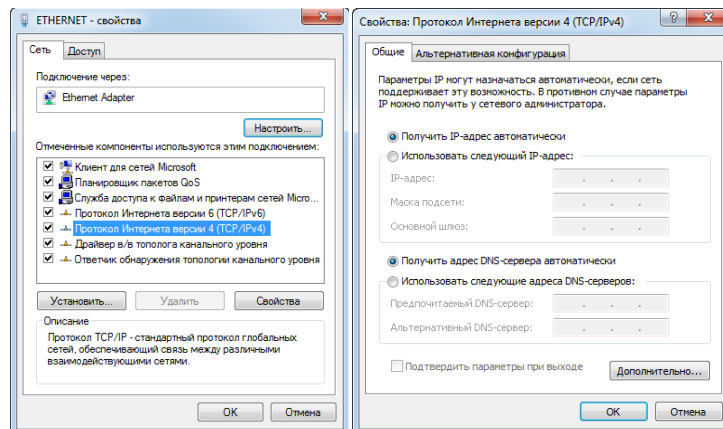 ETHERNET - свойства
Сеть
Доступ
Подключение через:
Ethernet Adapter
Настроить...
Отмеченные компоненты используются этим подключением:
Клиент для сетей Microsoft
Планировщик пакетов QoS
Служба доступа к файлам и принтерам сетей Micro...
Протокол Интернета версии 6 (TCP/IPv6)
Протокол Интернета версии 4 (TCP/IPv4)
Драйвер в/в тополога канального уровня
Ответчик обнаружения топологии канального уровня
Установить...
Удалить
Свойства
Описание
Протокол TCP/IP - стандартный протокол глобальных
сетей, обеспечивающий связь между различными
взаимодействующими сетями.
OK
Отмена
Свойства: Протокол Интернета версии 4 (TCP/IPv4)
Общие
Альтернативная конфигурация
Параметры IP могут назначаться автоматически, если сеть
поддерживает эту возможность. В противном случае параметры
IP можно получить у сетевого администратора.
Получить IP-адрес автоматически
Использовать следующий IP-адрес:
IP-адрес:
Маска подсети:
Основной шлюз:
Получить адрес DNS-сервера автоматически
Использовать следующие адреса DNS-серверов:
Предпочитаемый DNS-сервер:
Альтернативный DNS-сервер:
Подтвердить параметры при выходе
Дополнительно...
OK
Отмена